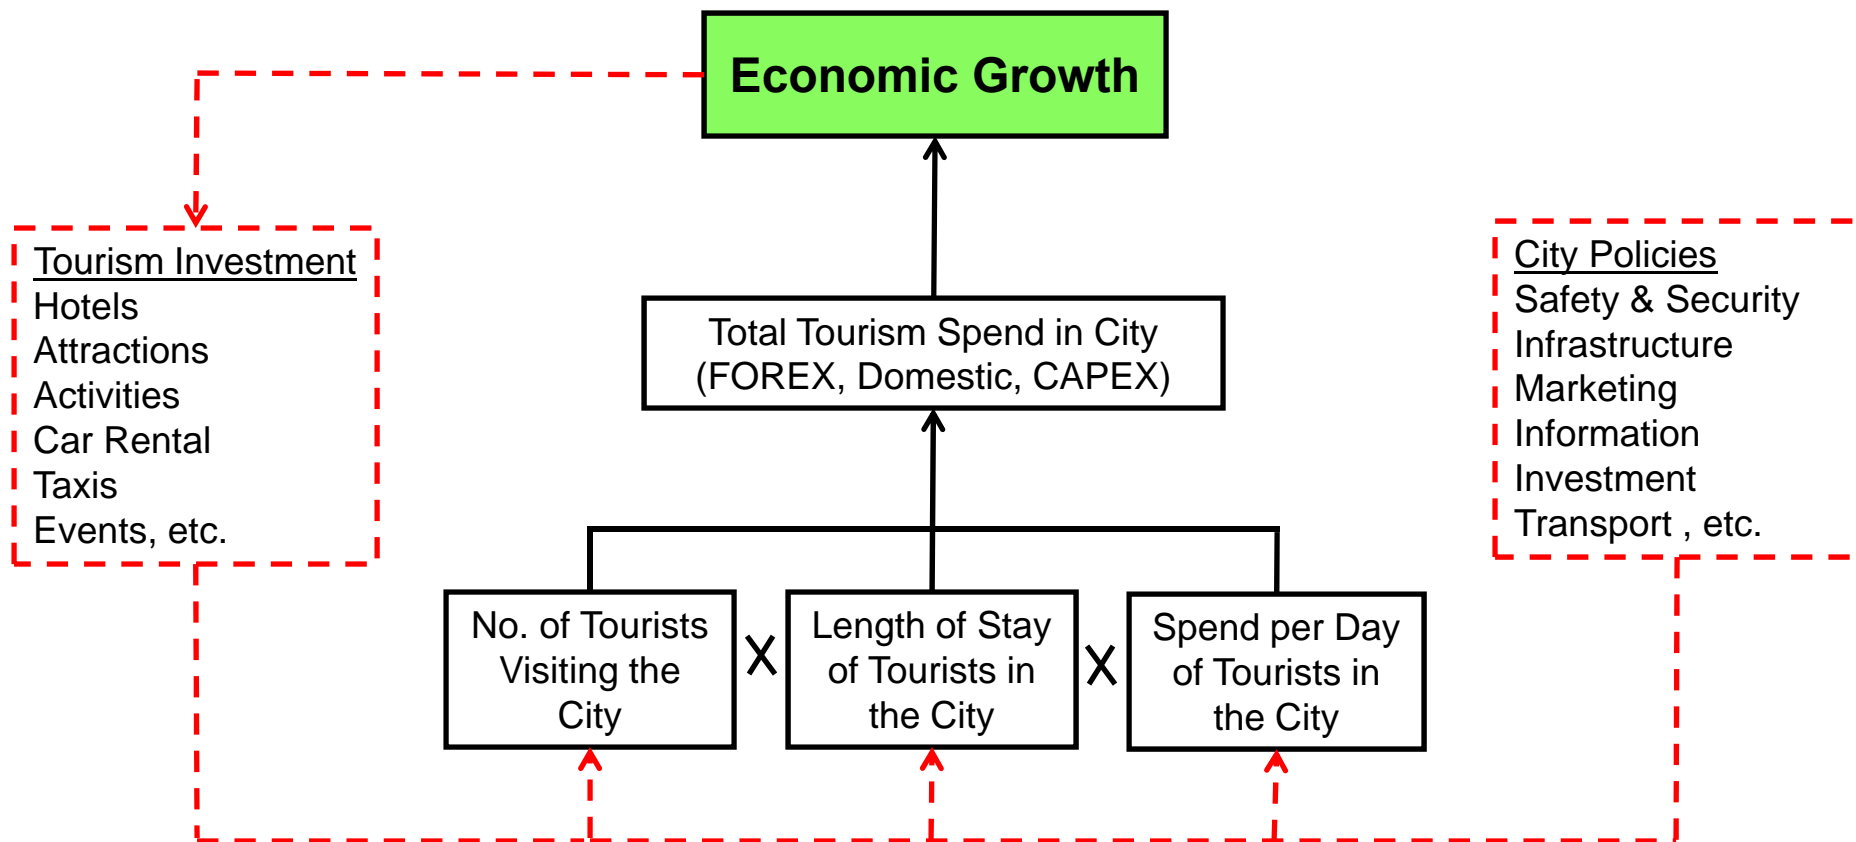 Economic Growth
Tourism Investment
Hotels
Attractions
Activities
Car Rental
Taxis
Events, etc.
Total Tourism Spend in City
(FOREX, Domestic, CAPEX)
City Policies
Safety & Security
Infrastructure
Marketing
Information
Investment
Transport , etc.
No. of Tourists
Visiting the
City
X
Length of Stay
of Tourists in
the City
X
Spend per Day
of Tourists in
the City